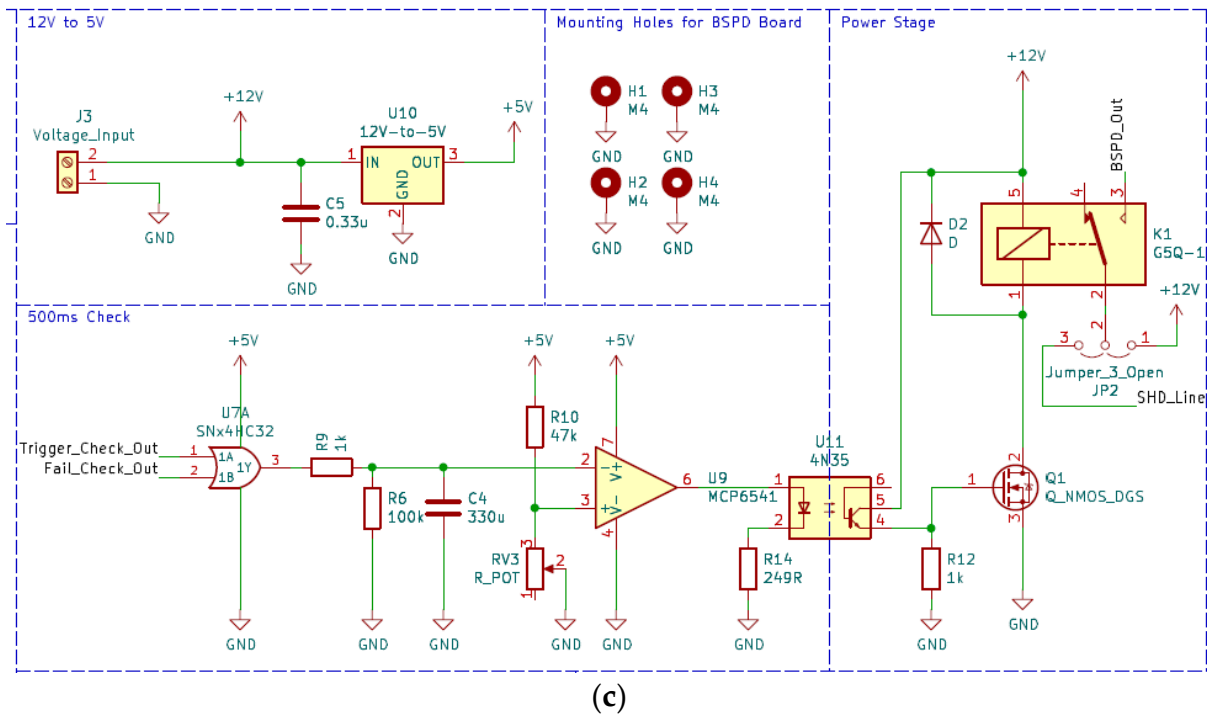 12V to 5V
Mounting Holes for BSPD Board
Power Stage
J3
Voltage_Input
2
1
GND
+12V
U10
12V-to-5V
1
IN
OUT
3
GND
2
GND
+5V
C5
0.33u
GND
H1
M4
GND
H3
M4
GND
H2
M4
GND
H4
M4
GND
+12V
BSPD_Out
5
4
3
D2
D
K1
G5Q-1
1
2
+12V
3
2
1
Jumper_3_Open
JP2
SHD_Line
500ms Check
+5V
U7A
SNx4HC32
Trigger_Check_Out
1
1A
Fail_Check_Out
2
1B
1Y
3
GND
R9
1k
R6
100k
GND
C4
330u
GND
+5V
R10
47k
RV3
R_POT
3
2
1
GND
+5V
7
2
3
V+
V-
4
6
GND
U9
MCP6541
U11
4N35
1
2
6
5
4
R14
249R
GND
R12
1k
GND
1
2
3
Q1
Q_NMOS_DGS
GND
(c)